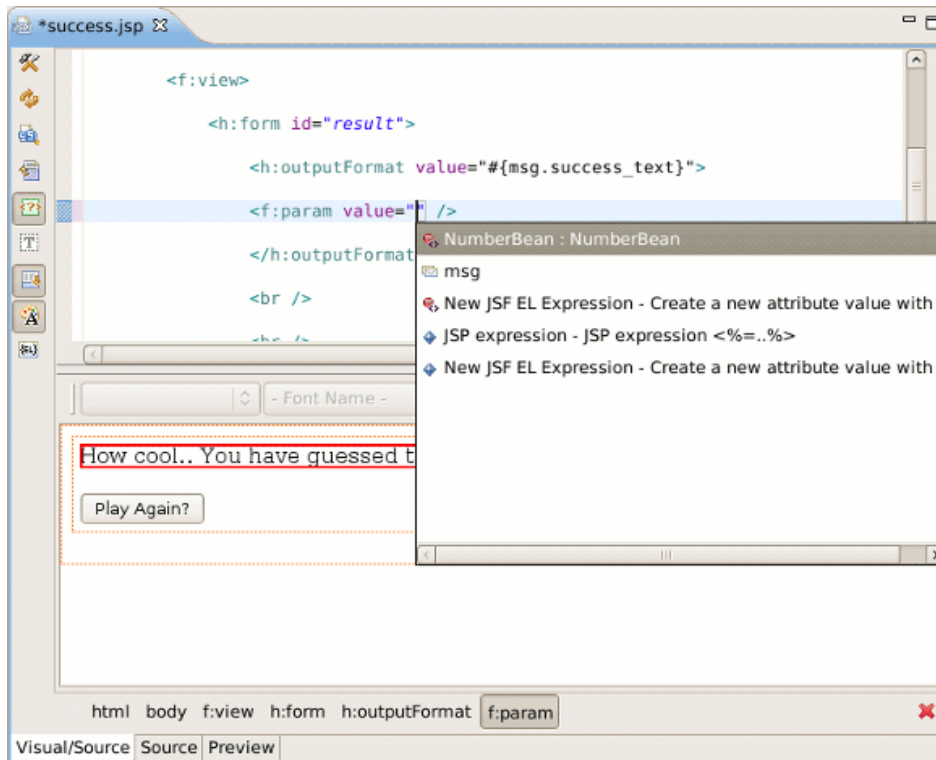 *success.jsp
<f:view>
<h:form id="result">
<h:outputFormat value="#{msg.success_text}">
<f:param value="" />
</h:outputFormat
<br />
<br />
NumberBean : NumberBean
msg
New JSF EL Expression - Create a new attribute value with
JSP expression - JSP expression <%=..%>
New JSF EL Expression - Create a new attribute value with
- Font Name -
How cool.. You have guessed t
Play Again?
html body f:view h:form h:outputFormat f:param
Visual/Source Source Preview